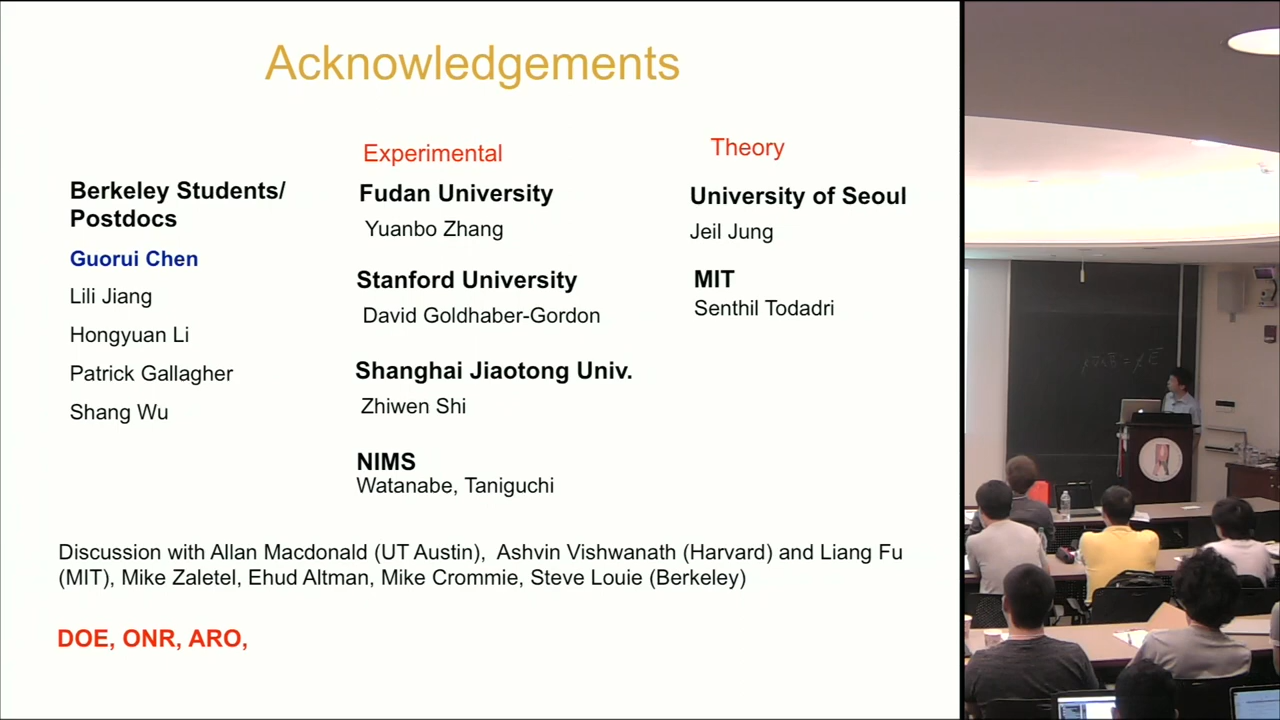 Acknowledgements
Berkeley Students/
Postdocs
Guorui Chen
Lili Jiang
Hongyuan Li
Patrick Gallagher
Shang Wu
Experimental
Fudan University
Yuanbo Zhang
Stanford University
David Goldhaber-Gordon
Shanghai Jiaotong Univ.
Zhiwen Shi
NIMS
Watanabe, Taniguchi
Theory
University of Seoul
Jeil Jung
MIT
Senthil Todadri
Discussion with Allan Macdonald (UT Austin), Ashvin Vishwanath (Harvard) and Liang Fu
(MIT), Mike Zaletel, Ehud Altman, Mike Crommie, Steve Louie (Berkeley)
DOE, ONR, ARO,